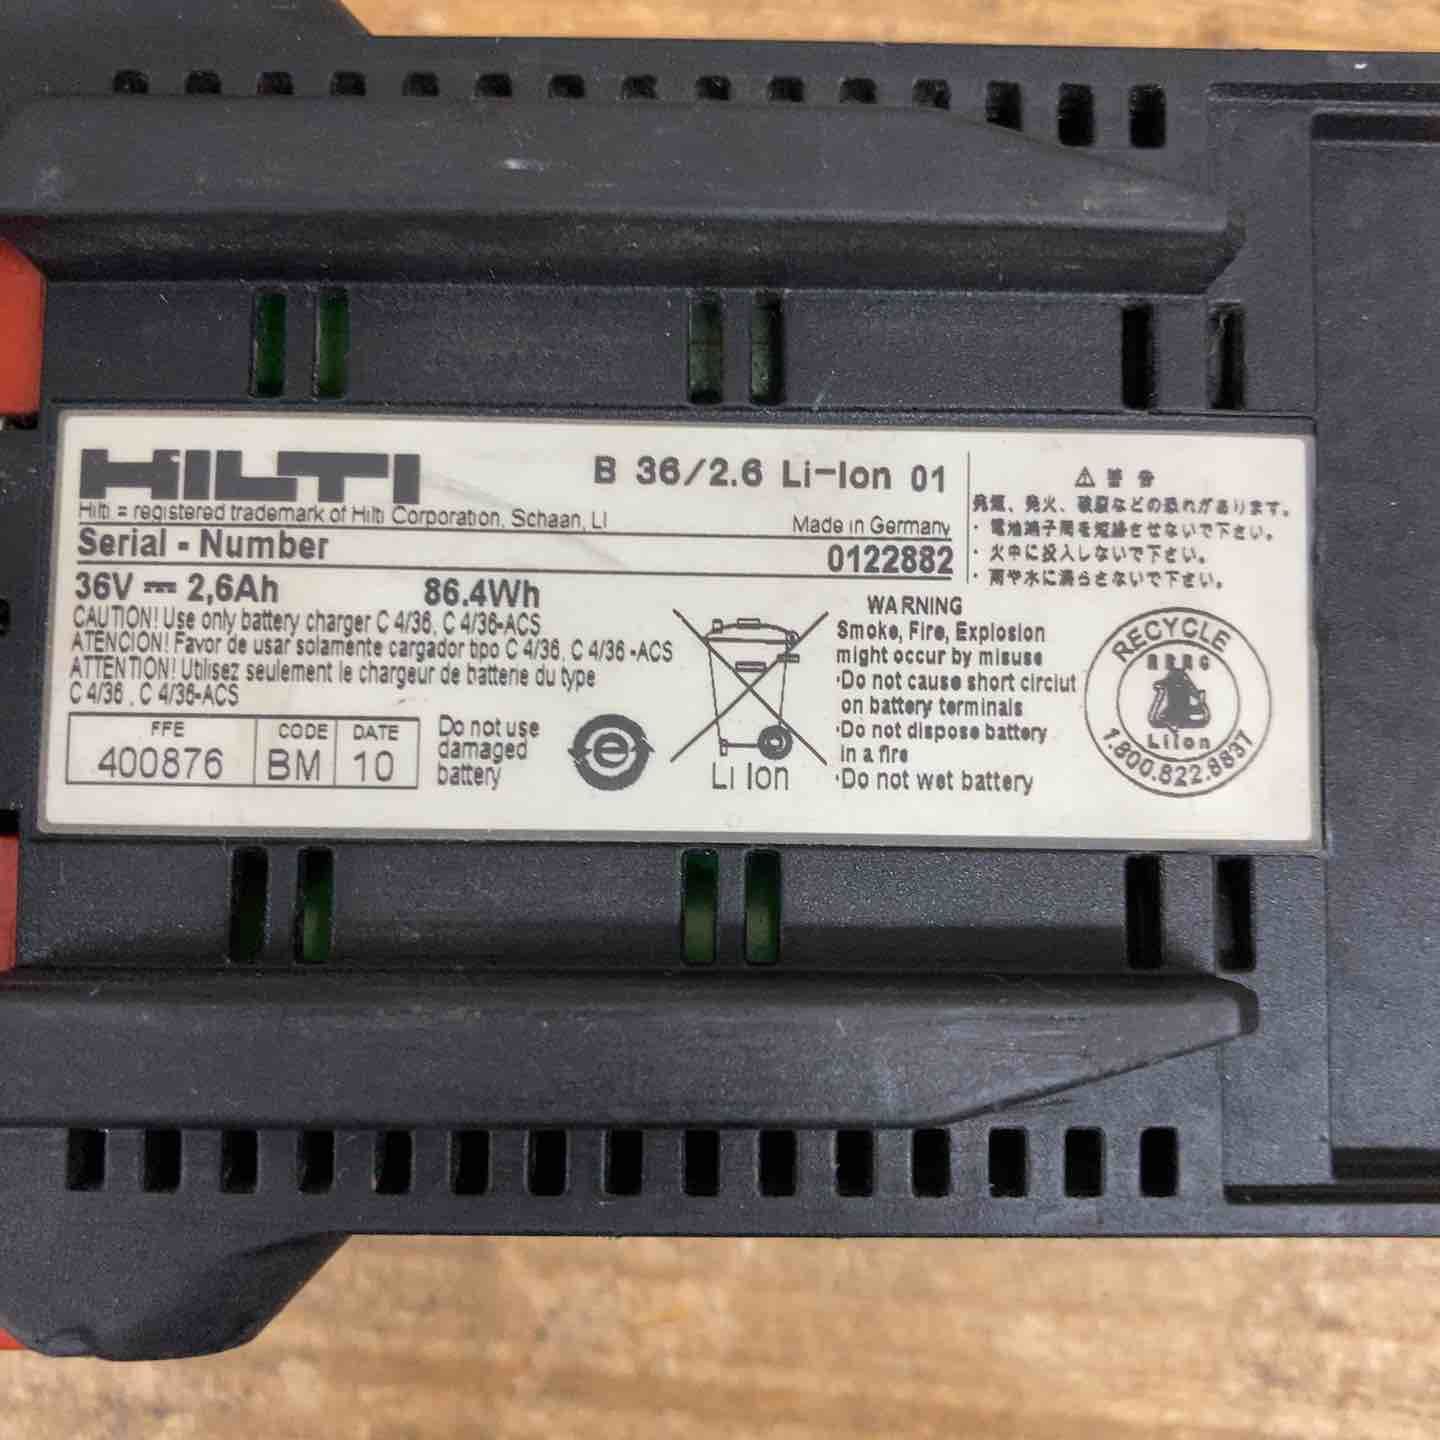 HILTI
B 36/2.6 Li-Ion 01
Hilti = registered trademark of Hilti Corporation, Schaan, LI
Made in Germany
Serial - Number
0122882
36V ⎓ 2,6Ah
86.4Wh
CAUTION! Use only battery charger C 4/36, C 4/36-ACS
ATENCION! Favor de usar solamente cargador tipo C 4/36, C 4/36 -ACS
ATTENTION! Utilisez seulement le chargeur de batterie du type
C 4/36 , C 4/36-ACS
FFE
400876
CODE
BM
DATE
10
Do not use
damaged
battery
e
Li Ion
⚠ 警 告
発煙、発火、破裂などの恐れがあります。
・電池端子間を短絡させないで下さい。
・火中に投入しないで下さい。
・雨や水に濡らさないで下さい。
WARNING
Smoke, Fire, Explosion
might occur by misuse
·Do not cause short circiut
on battery terminals
·Do not dispose battery
in a fire
·Do not wet battery
RECYCLE
RBRC
Li Ion
1.800.822.8837